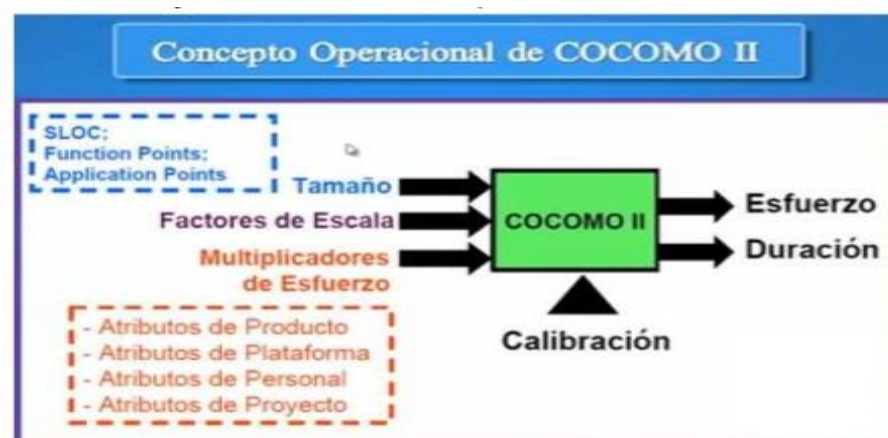 Concepto Operacional de COCOMO II
SLOC;
Function Points;
Application Points
Tamaño
Factores de Escala
Multiplicadores
de Esfuerzo
- Atributos de Producto
- Atributos de Plataforma
- Atributos de Personal
- Atributos de Proyecto
COCOMO II
Esfuerzo
Duración
Calibración